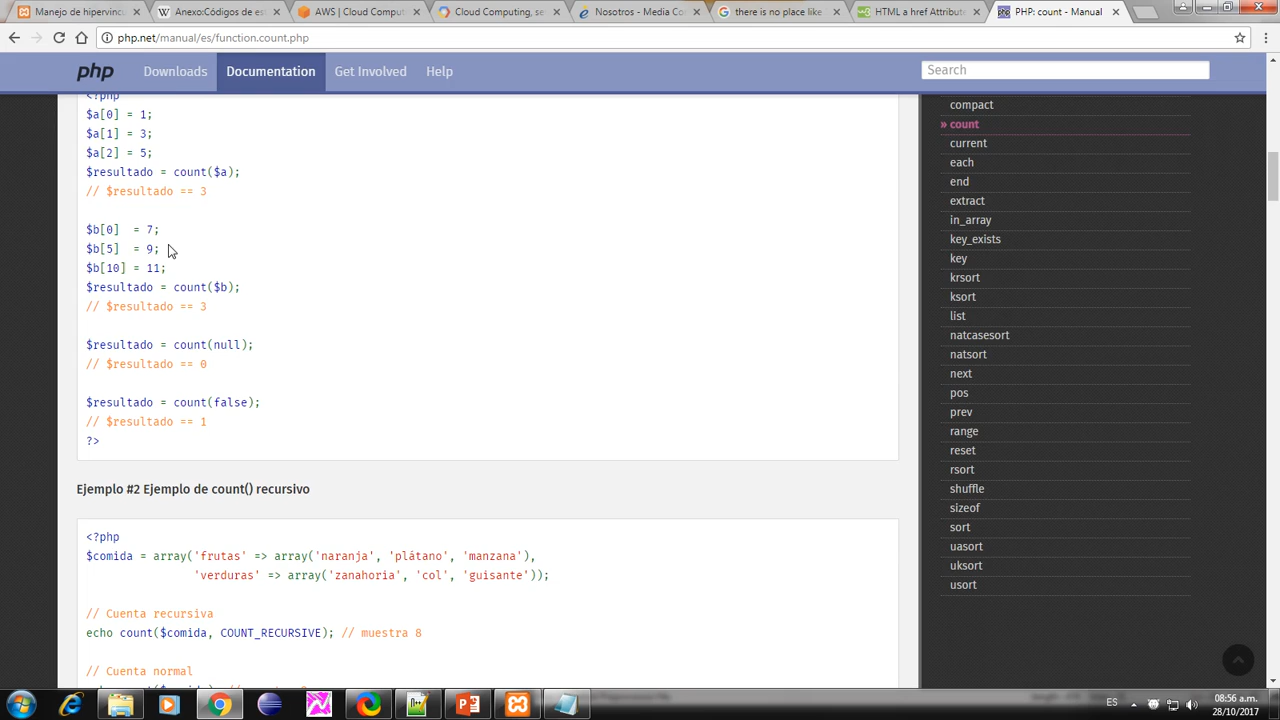 Manejo de hipervínc
Anexo:Códigos de es
AWS | Cloud Comput
Google Cloud Computing, se
Nosotros - Media Co
there is no place like
HTML a href Attribute
PHP: count - Manual
php.net/manual/es/function.count.php
php
Downloads
Documentation
Get Involved
Help
Search
<?php
$a[0] = 1;
$a[1] = 3;
$a[2] = 5;
$resultado = count($a);
// $resultado == 3
$b[0]  = 7;
$b[5]  = 9;
$b[10] = 11;
$resultado = count($b);
// $resultado == 3
$resultado = count(null);
// $resultado == 0
$resultado = count(false);
// $resultado == 1
?>
Ejemplo #2 Ejemplo de count() recursivo
<?php
$comida = array('frutas' => array('naranja', 'plátano', 'manzana'),
'verduras' => array('zanahoria', 'col', 'guisante'));
// Cuenta recursiva
echo count($comida, COUNT_RECURSIVE); // muestra 8
// Cuenta normal
compact
» count
current
each
end
extract
in_array
key_exists
key
krsort
ksort
list
natcasesort
natsort
next
pos
prev
range
reset
rsort
shuffle
sizeof
sort
uasort
uksort
usort
ES
08:56 a.m.
28/10/2017